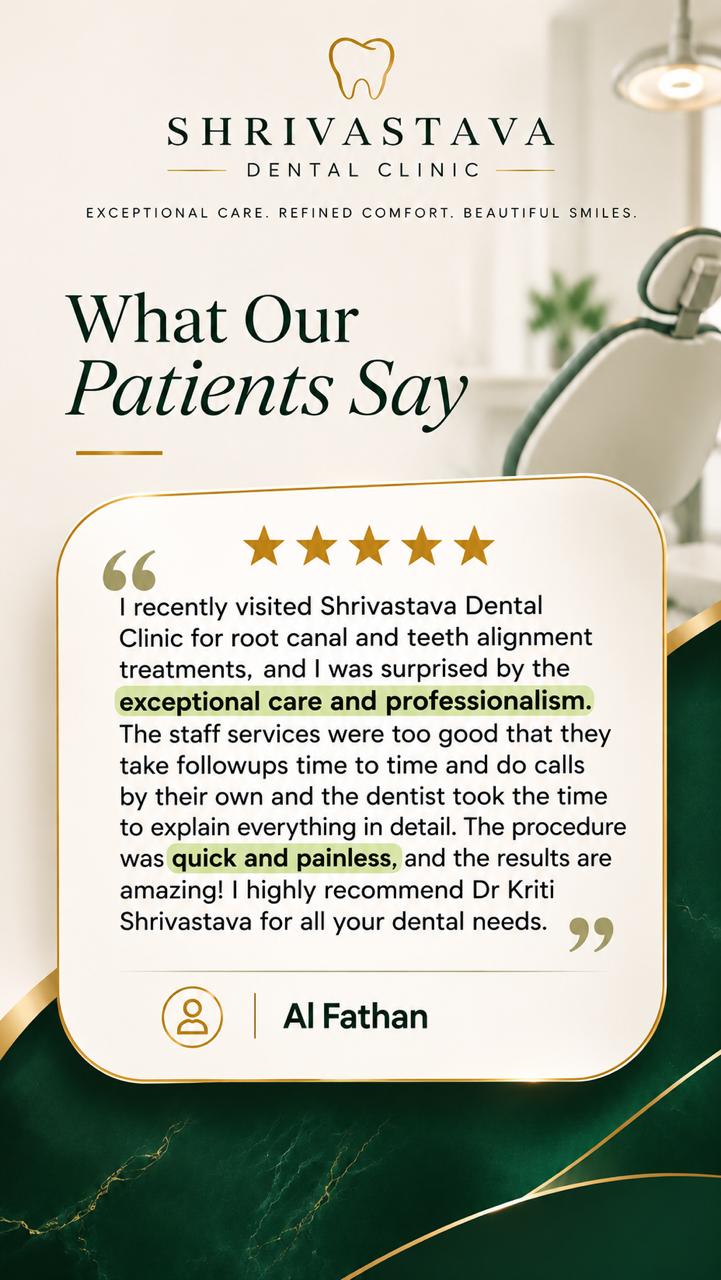 SHRIVASTAVA
DENTAL CLINIC
EXCEPTIONAL CARE. REFINED COMFORT. BEAUTIFUL SMILES.
What Our
Patients Say
“
I recently visited Shrivastava Dental
Clinic for root canal and teeth alignment
treatments, and I was surprised by the
exceptional care and professionalism.
The staff services were too good that they
take followups time to time and do calls
by their own and the dentist took the time
to explain everything in detail. The procedure
was quick and painless, and the results are
amazing! I highly recommend Dr Kriti
Shrivastava for all your dental needs.
”
Al Fathan